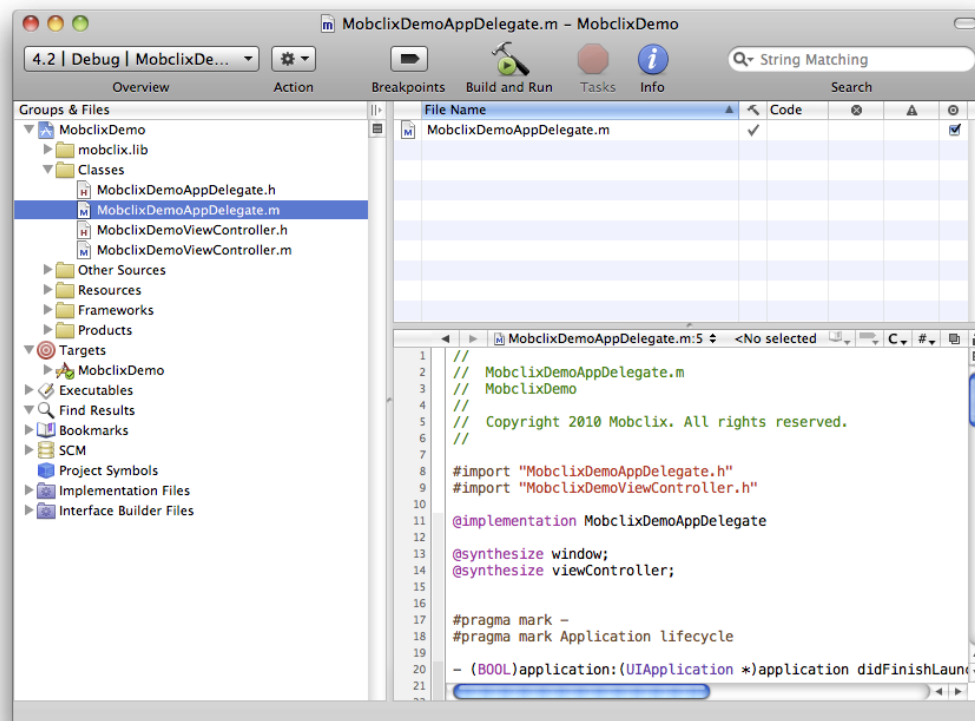 MobclixDemoAppDelegate.m – MobclixDemo
4.2 | Debug | MobclixDe...
Overview
Action
Breakpoints
Build and Run
Tasks
Info
String Matching
Search
Groups & Files
MobclixDemo
mobclix.lib
Classes
MobclixDemoAppDelegate.h
MobclixDemoAppDelegate.m
MobclixDemoViewController.h
MobclixDemoViewController.m
Other Sources
Resources
Frameworks
Products
Targets
MobclixDemo
Executables
Find Results
Bookmarks
SCM
Project Symbols
Implementation Files
Interface Builder Files
File Name
Code
MobclixDemoAppDelegate.m
MobclixDemoAppDelegate.m:5 <No selected C #
1 //
2 // MobclixDemoAppDelegate.m
3 // MobclixDemo
4 //
5 // Copyright 2010 Mobclix. All rights reserved.
6 //
7
8 #import "MobclixDemoAppDelegate.h"
9 #import "MobclixDemoViewController.h"
10
11 @implementation MobclixDemoAppDelegate
12
13 @synthesize window;
14 @synthesize viewController;
15
16
17 #pragma mark -
18 #pragma mark Application lifecycle
19
20 - (BOOL)application:(UIApplication *)application didFinishLaunc
21